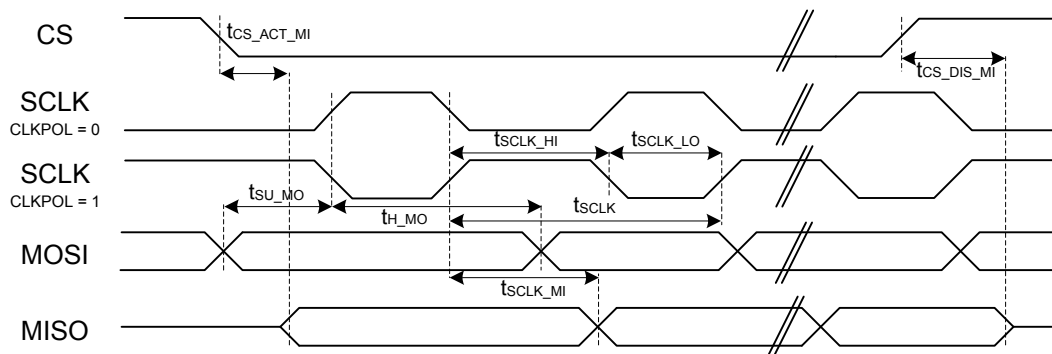 CS
tCS_ACT_MI
tCS_DIS_MI
SCLK
CLKPOL = 0
tSCLK_HI
tSCLK_LO
SCLK
CLKPOL = 1
tSU_MO
tH_MO
tSCLK
MOSI
tSCLK_MI
MISO